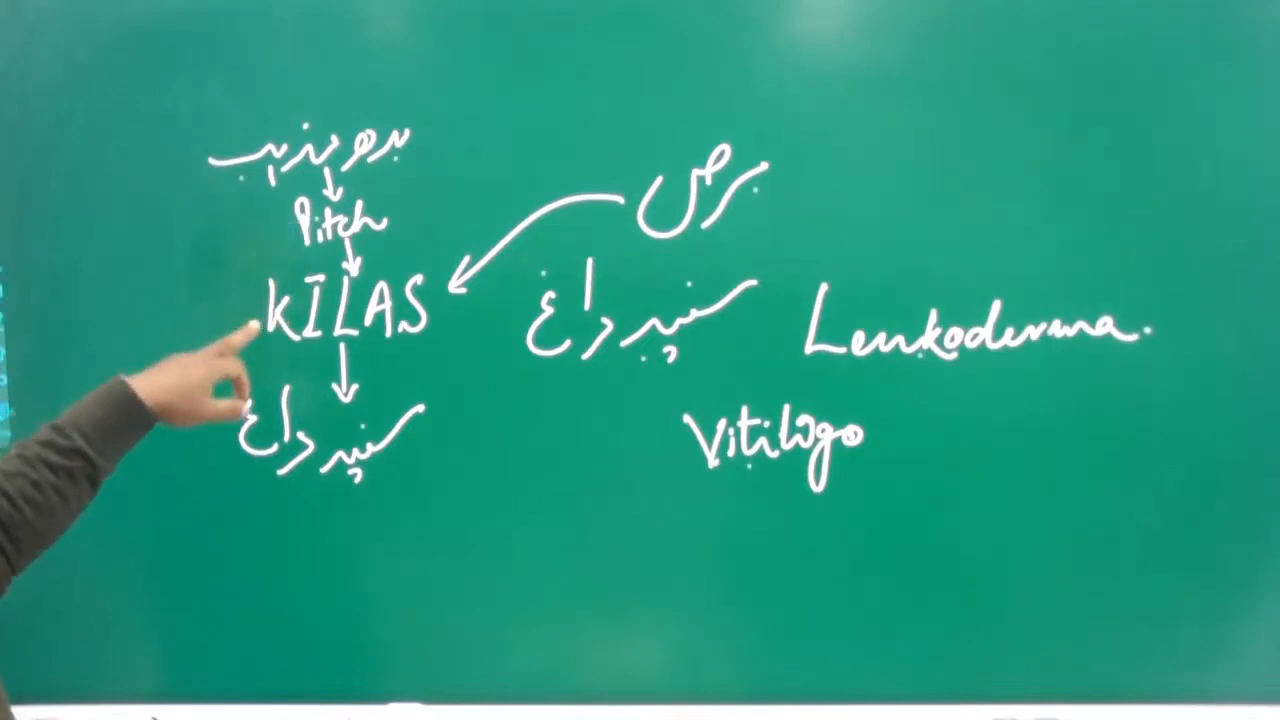 برص
Pitch
KILAS
سفید داغ
Leukoderma.
سفید داغ
Vitiligo